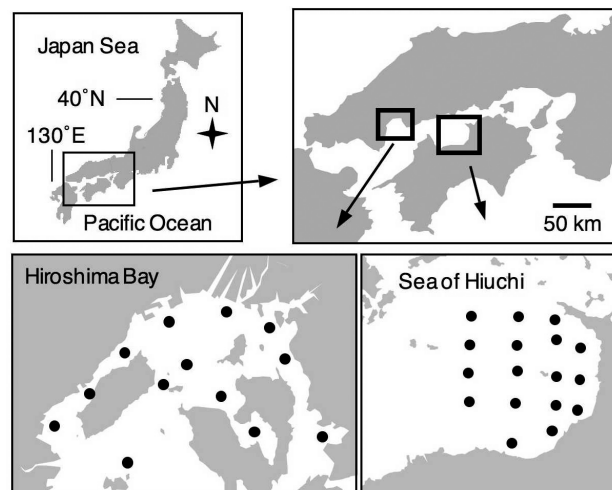 Japan Sea
40°N
N
130°E
Pacific Ocean
50 km
Hiroshima Bay
Sea of Hiuchi